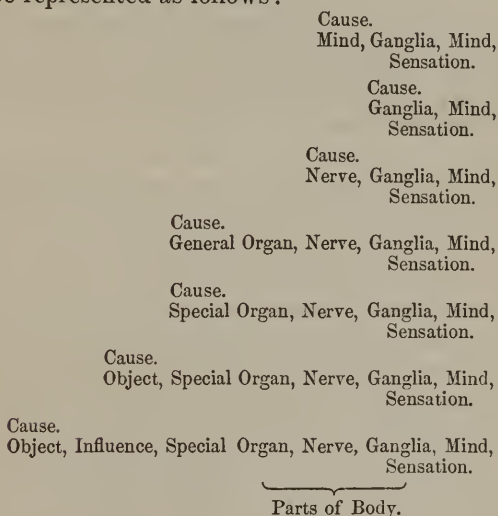 be represented as follows:
Cause.
Mind, Ganglia, Mind,
Sensation.
Cause.
Ganglia, Mind,
Sensation.
Cause.
Nerve, Ganglia, Mind,
Sensation.
Cause.
General Organ, Nerve, Ganglia, Mind,
Sensation.
Cause.
Special Organ, Nerve, Ganglia, Mind,
Sensation.
Cause.
Object, Special Organ, Nerve, Ganglia, Mind,
Sensation.
Cause.
Object, Influence, Special Organ, Nerve, Ganglia, Mind,
Sensation.
Parts of Body.